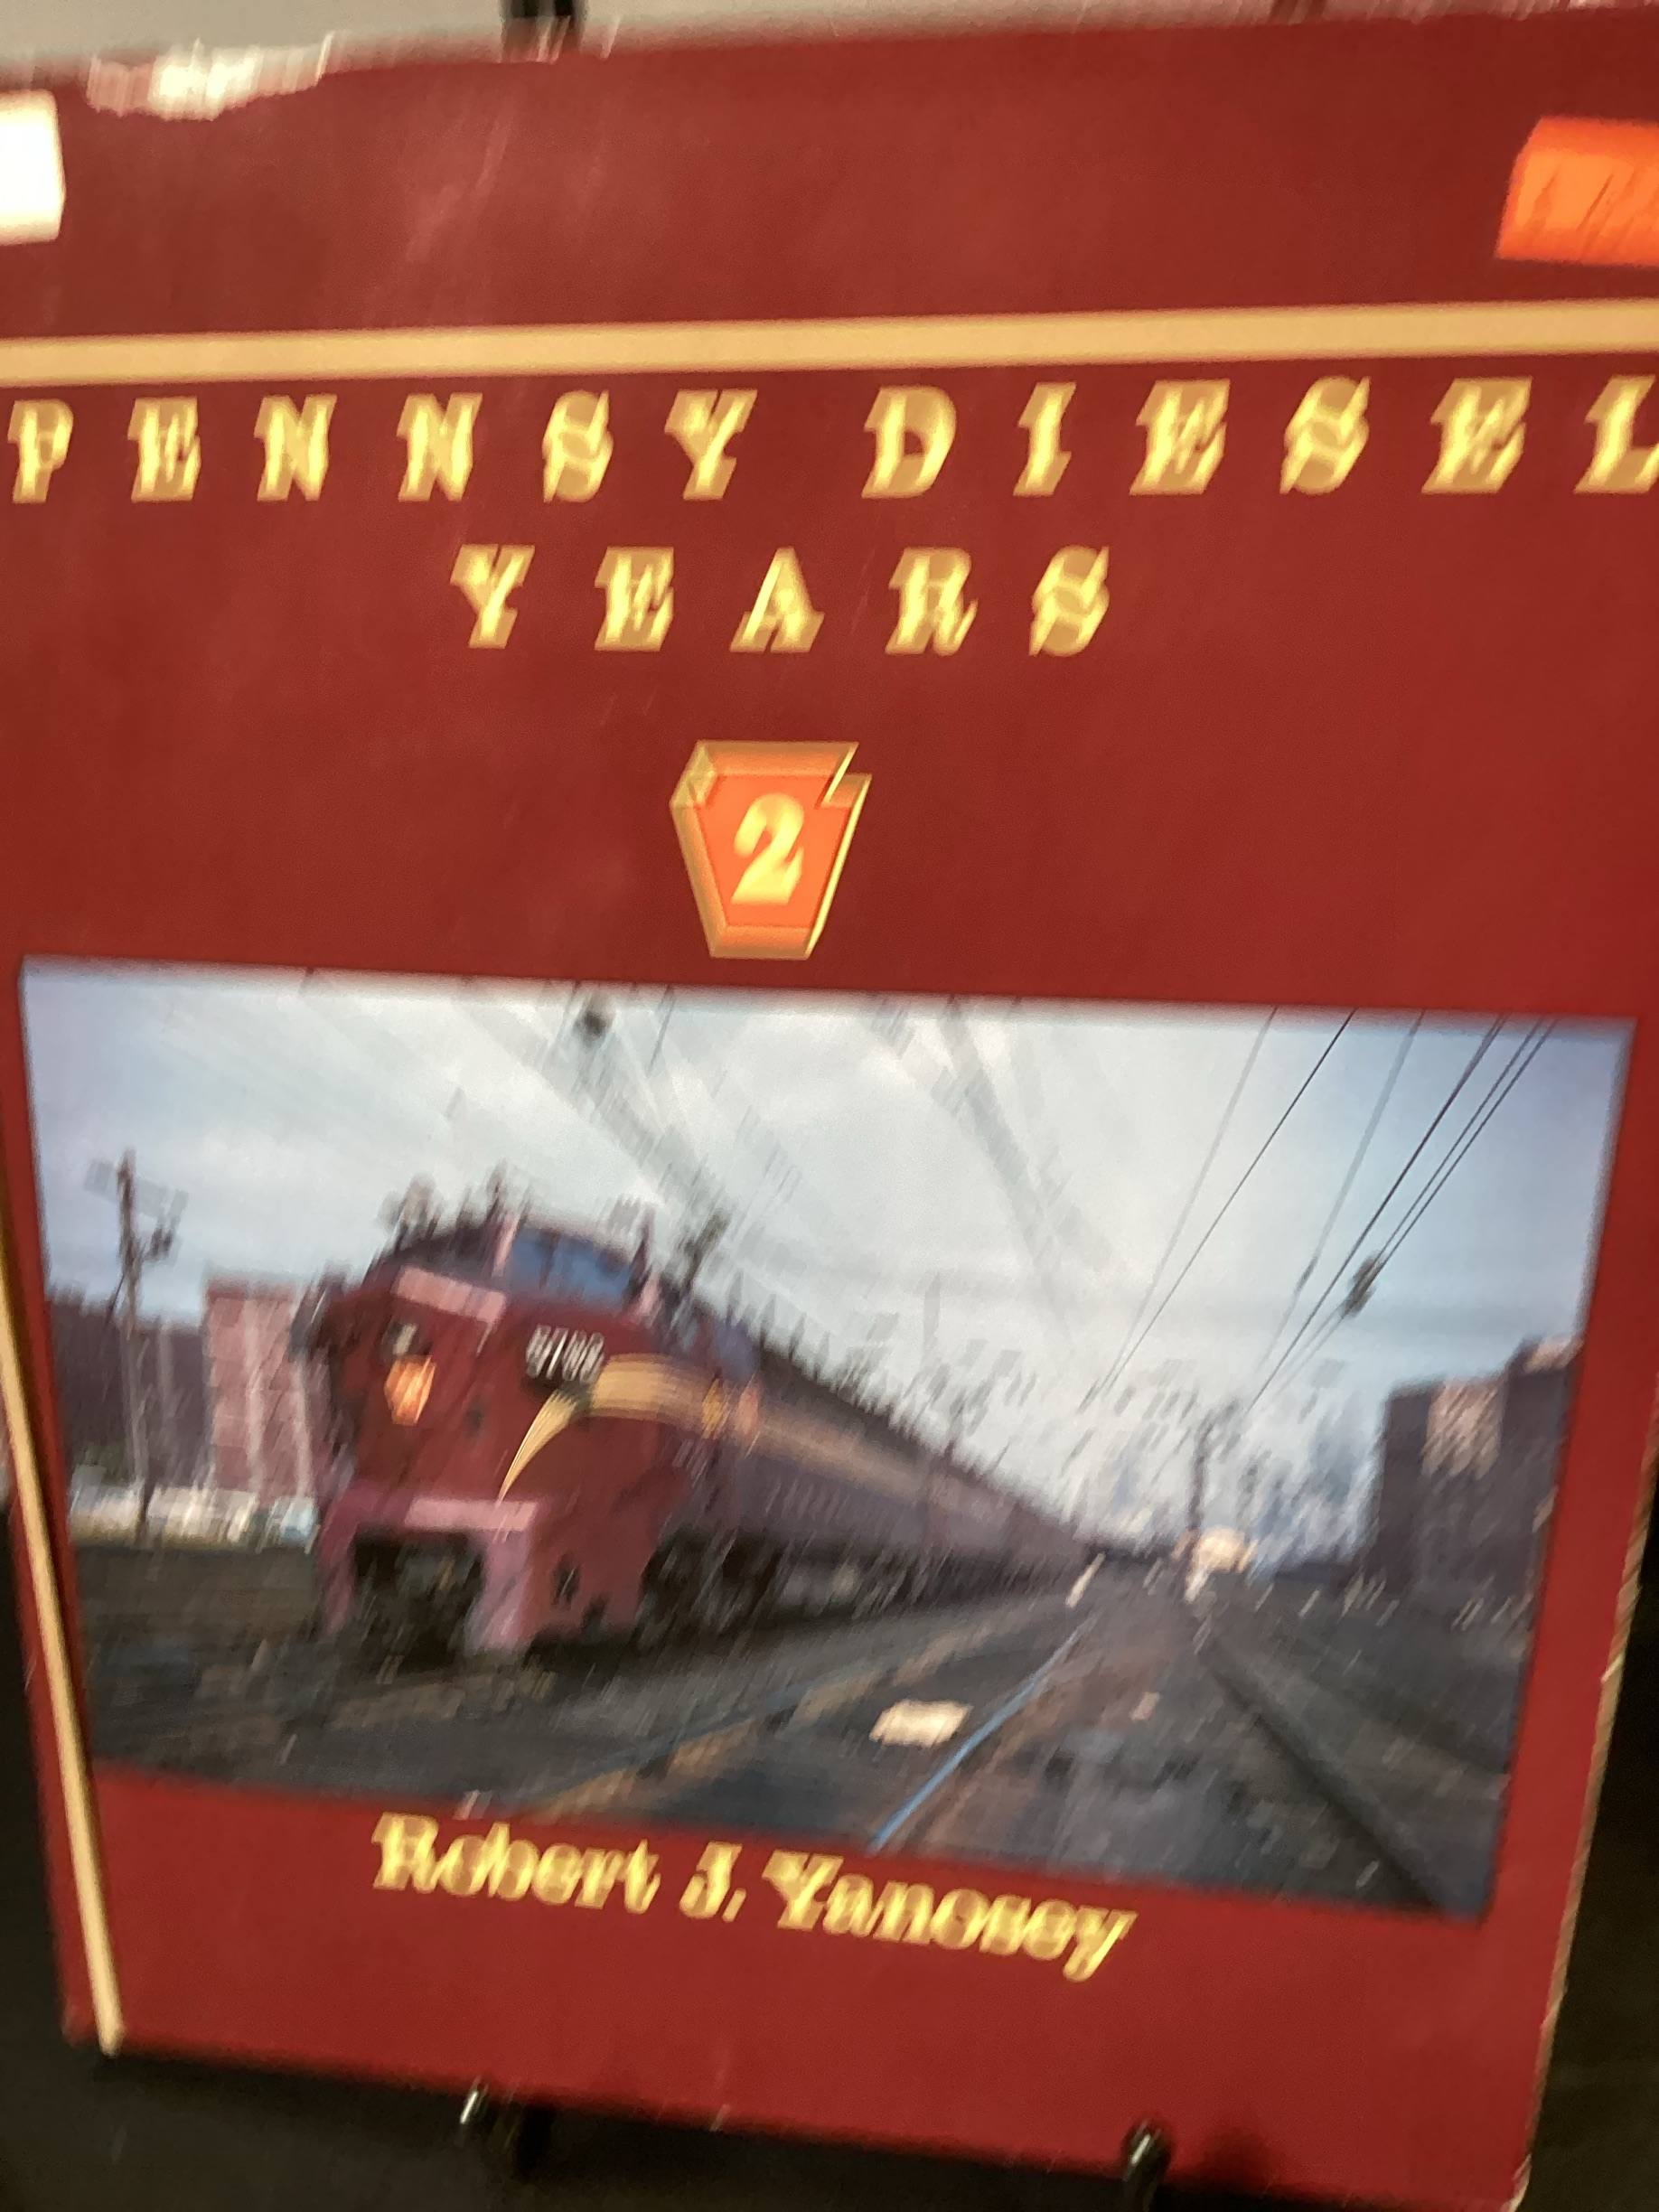 PENNSY DIESEL
YEARS
2
Robert J. Yanosey